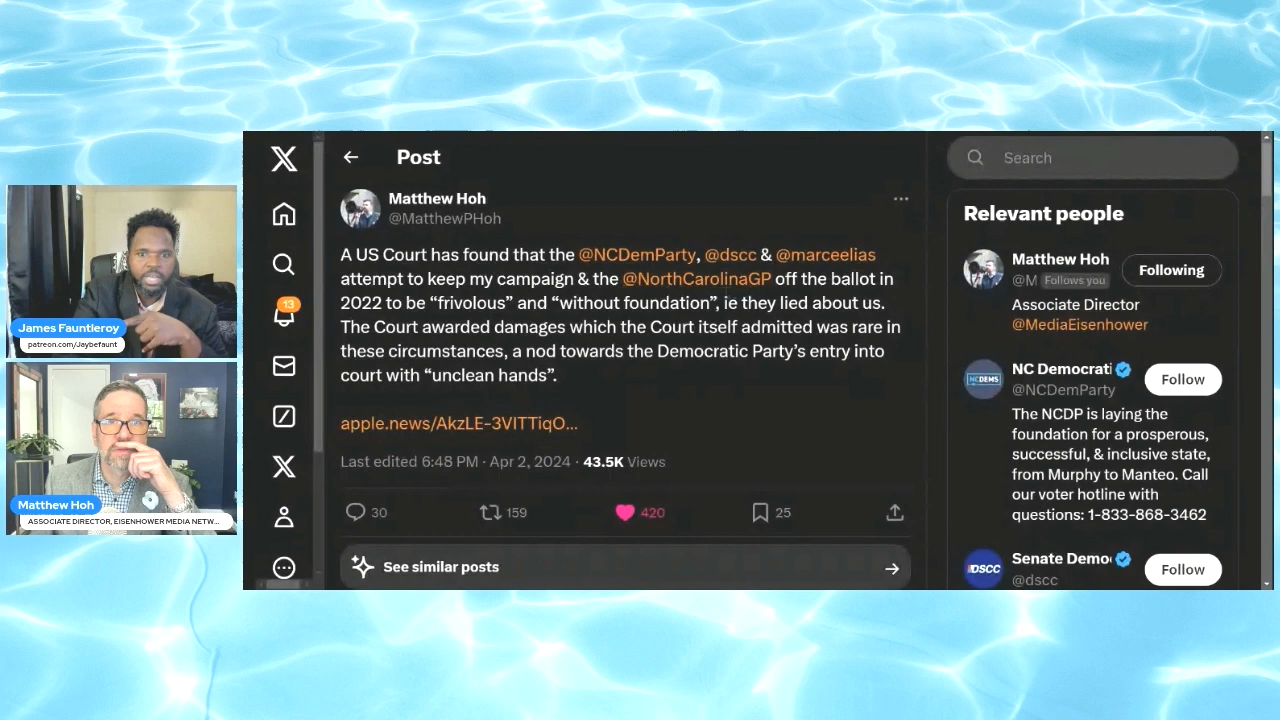 James Fauntleroy
patreon.com/Jaybefaunt
Matthew Hoh
ASSOCIATE DIRECTOR, EISENHOWER MEDIA NETW...
13
Post
Matthew Hoh
@MatthewPHoh
A US Court has found that the @NCDemParty, @dscc & @marceelias
attempt to keep my campaign & the @NorthCarolinaGP off the ballot in
2022 to be “frivolous” and “without foundation”, ie they lied about us.
The Court awarded damages which the Court itself admitted was rare in
these circumstances, a nod towards the Democratic Party’s entry into
court with “unclean hands”.
apple.news/AkzLE-3VITTiqO...
Last edited 6:48 PM · Apr 2, 2024 · 43.5K Views
30 159 420 25
See similar posts
Search
Relevant people
Matthew Hoh
@M Follows you
Following
Associate Director
@MediaEisenhower
NC Democrati
@NCDemParty
Follow
The NCDP is laying the
foundation for a prosperous,
successful, & inclusive state,
from Murphy to Manteo. Call
our voter hotline with
questions: 1-833-868-3462
DSCC
Senate Demo
@dscc
Follow